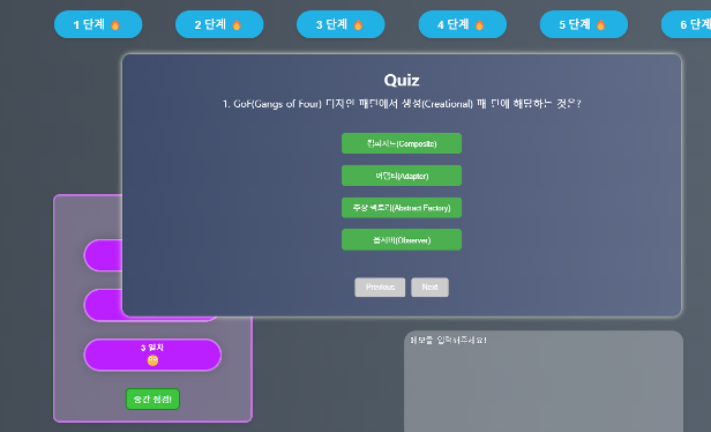 1 단계 🔥
2 단계 🔥
3 단계 🔥
4 단계 🔥
5 단계 🔥
6 단계
Quiz
1. GoF(Gangs of Four) 디자인 패턴에서 생성(Creational) 패 턴에 해당하는 것은?
컴퍼지트(Composite)
어댑터(Adapter)
추상 팩토리(Abstract Factory)
옵서버(Observer)
Previous
Next
3 일차
중간 점검!
메모를 입력해주세요!